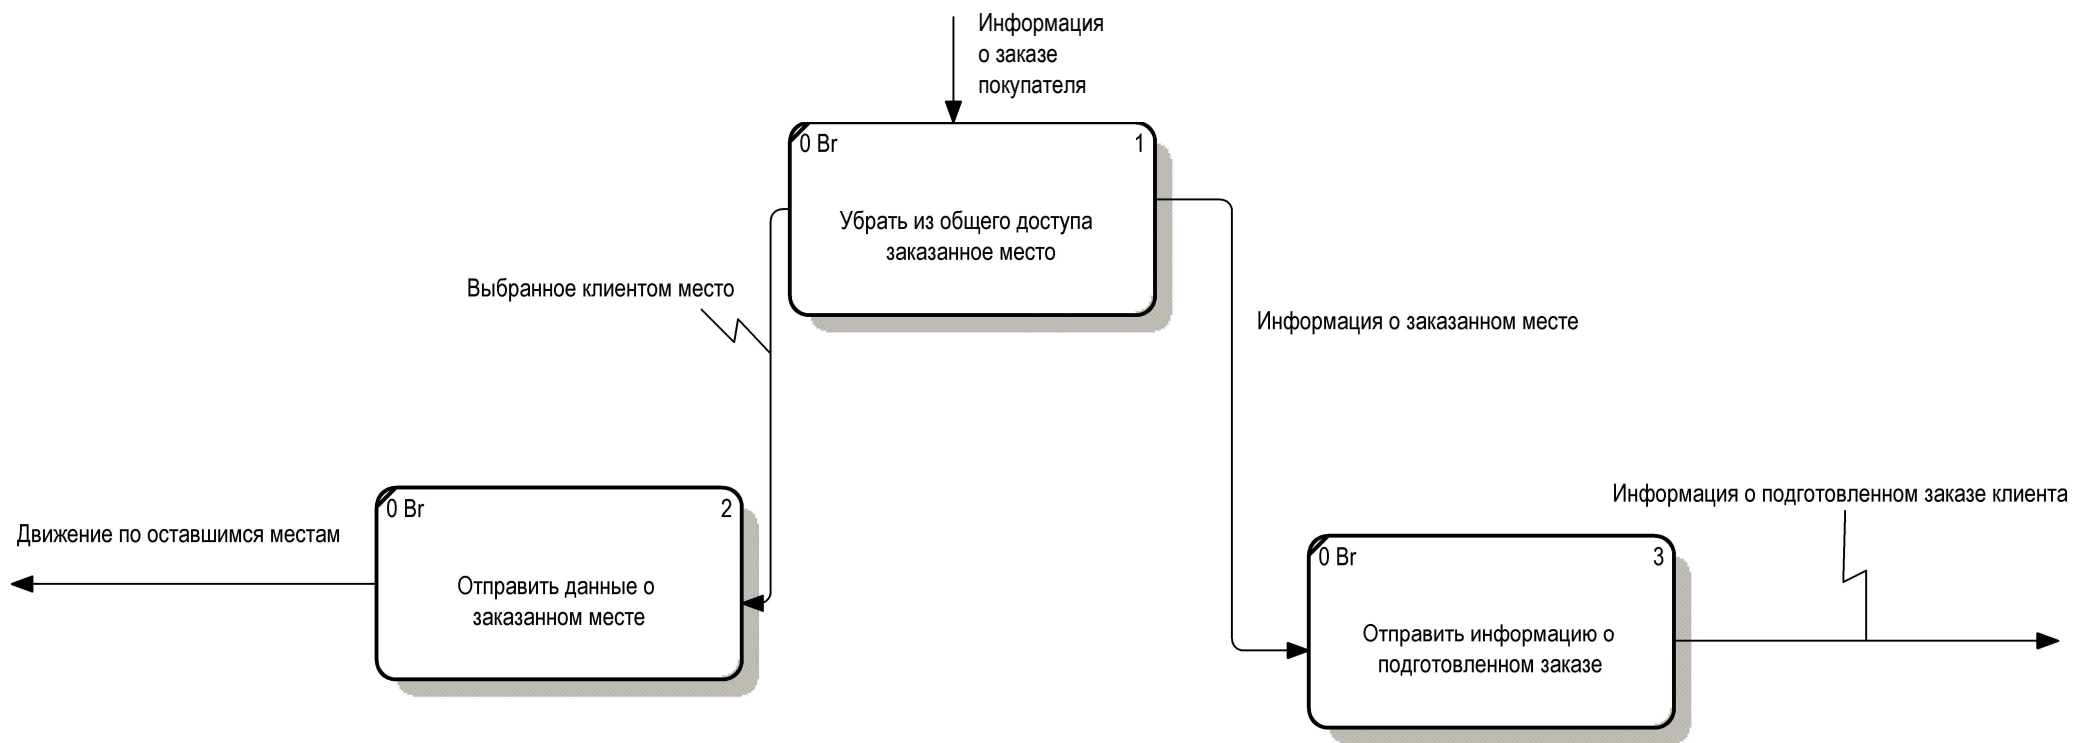 Информация
о заказе
покупателя
0 Br 1
Убрать из общего доступа
заказанное место
Выбранное клиентом место
Информация о заказанном месте
Движение по оставшимся местам
0 Br 2
Отправить данные о
заказанном месте
Информация о подготовленном заказе клиента
0 Br 3
Отправить информацию о
подготовленном заказе